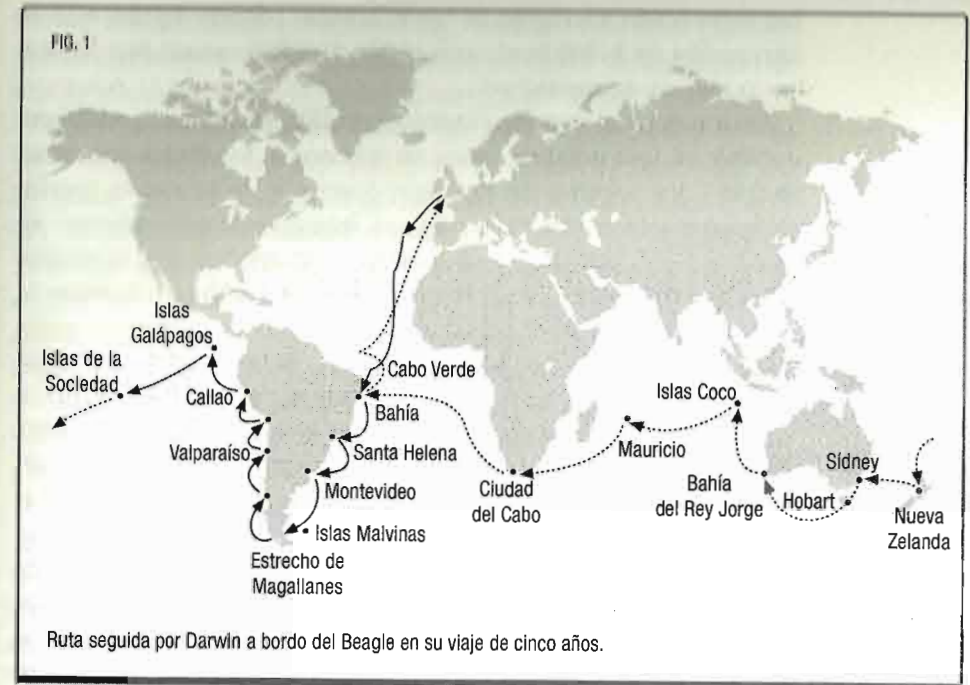 FIG. 1
Islas
Galápagos
Islas de la
Sociedad
Callao
Valparaíso
Cabo Verde
Bahía
Santa Helena
Montevideo
Islas Malvinas
Estrecho de
Magallanes
Ciudad
del Cabo
Mauricio
Islas Coco
Bahía
del Rey Jorge
Hobart
Sídney
Nueva
Zelanda
Ruta seguida por Darwin a bordo del Beagle en su viaje de cinco años.